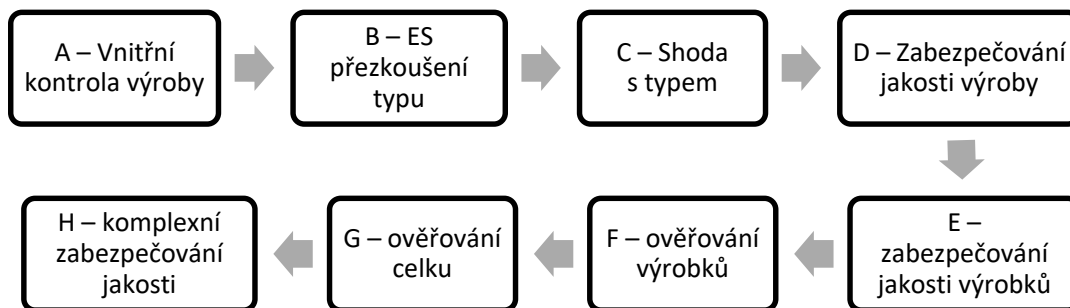 A – Vnitřní
kontrola výroby
B – ES
přezkoušení
typu
C – Shoda
s typem
D – Zabezpečování
jakosti výroby
E –
zabezpečování
jakosti výrobků
F – ověřování
výrobků
G – ověřování
celku
H – komplexní
zabezpečování
jakosti